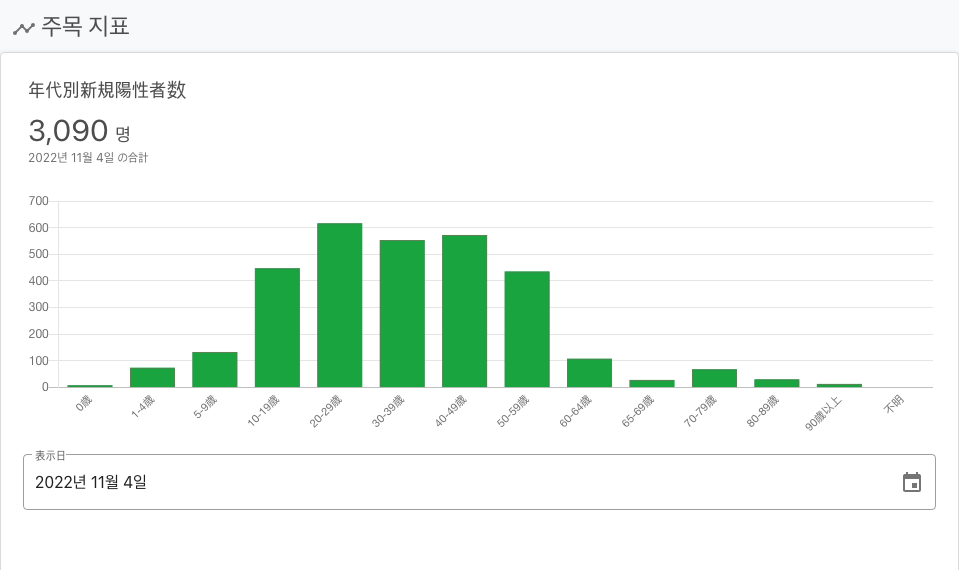 주목 지표
年代別新規陽性者数
3,090 명
2022년 11월 4일 の合計
700
600
500
400
300
200
100
0
0歳
1-4歳
5-9歳
10-19歳
20-29歳
30-39歳
40-49歳
50-59歳
60-64歳
65-69歳
70-79歳
80-89歳
90歳以上
不明
表示日
2022년 11월 4일